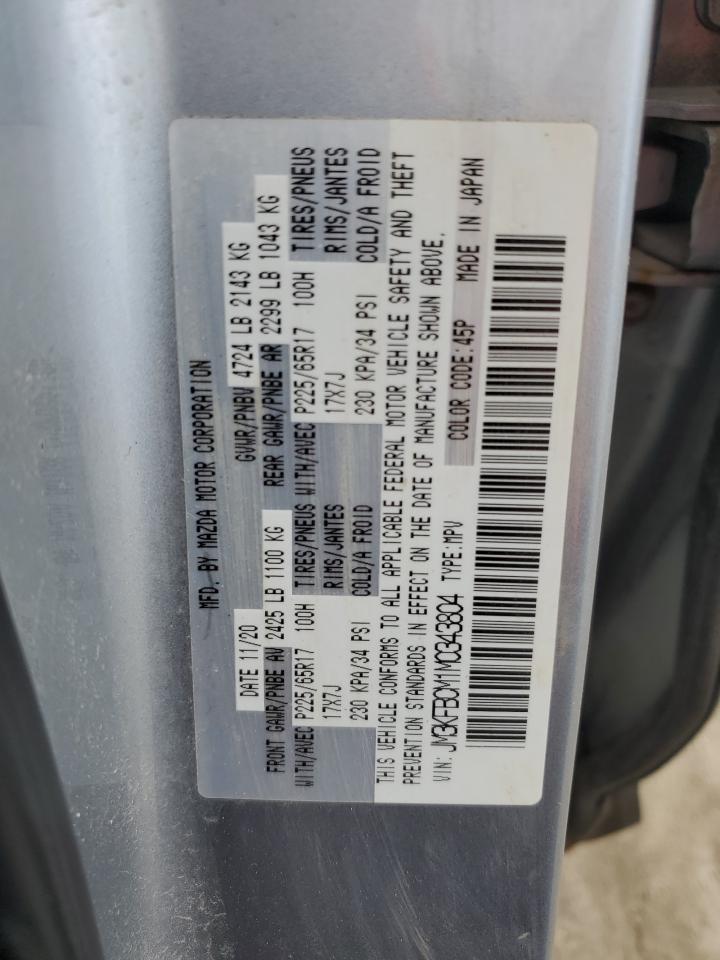 MFD. BY MAZDA MOTOR CORPORATION
DATE 11/20 GVWR/PNBV 4724 LB 2143 KG
FRONT GAWR/PNBE AV 2425 LB 1100 KG REAR GAWR/PNBE AR 2299 LB 1043 KG
WITH/AVEC P225/65R17 100H TIRES/PNEUS WITH/AVEC P225/65R17 100H TIRES/PNEUS
17X7J RIMS/JANTES 17X7J RIMS/JANTES
230 KPA/34 PSI COLD/A FROID 230 KPA/34 PSI COLD/A FROID
THIS VEHICLE CONFORMS TO ALL APPLICABLE FEDERAL MOTOR VEHICLE SAFETY AND THEFT
PREVENTION STANDARDS IN EFFECT ON THE DATE OF MANUFACTURE SHOWN ABOVE.
VIN: JM3KFBCM1M0343804 TYPE:MPV COLOR CODE:45P MADE IN JAPAN